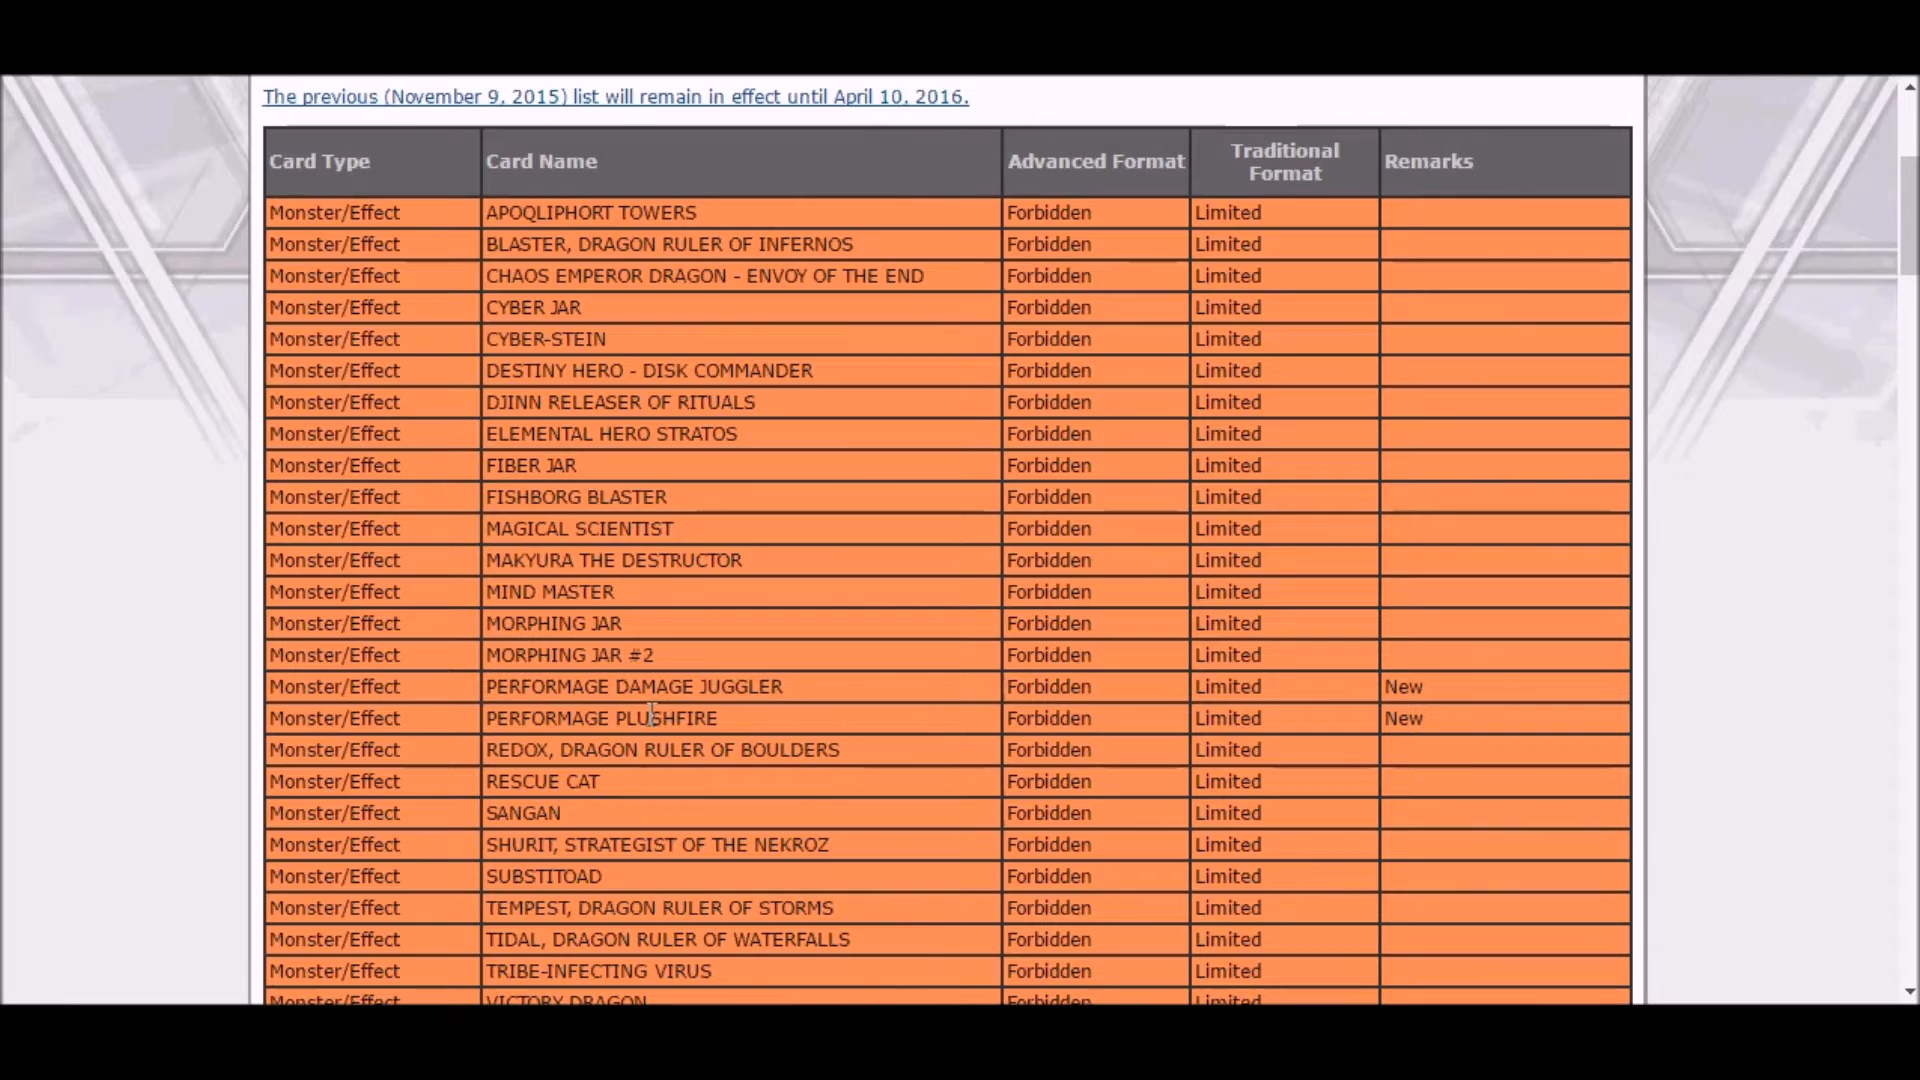 The previous (November 9, 2015) list will remain in effect until April 10, 2016.
Card Type Card Name Advanced Format Traditional Format Remarks
Monster/Effect APOQLIPHORT TOWERS Forbidden Limited
Monster/Effect BLASTER, DRAGON RULER OF INFERNOS Forbidden Limited
Monster/Effect CHAOS EMPEROR DRAGON - ENVOY OF THE END Forbidden Limited
Monster/Effect CYBER JAR Forbidden Limited
Monster/Effect CYBER-STEIN Forbidden Limited
Monster/Effect DESTINY HERO - DISK COMMANDER Forbidden Limited
Monster/Effect DJINN RELEASER OF RITUALS Forbidden Limited
Monster/Effect ELEMENTAL HERO STRATOS Forbidden Limited
Monster/Effect FIBER JAR Forbidden Limited
Monster/Effect FISHBORG BLASTER Forbidden Limited
Monster/Effect MAGICAL SCIENTIST Forbidden Limited
Monster/Effect MAKYURA THE DESTRUCTOR Forbidden Limited
Monster/Effect MIND MASTER Forbidden Limited
Monster/Effect MORPHING JAR Forbidden Limited
Monster/Effect MORPHING JAR #2 Forbidden Limited
Monster/Effect PERFORMAGE DAMAGE JUGGLER Forbidden Limited New
Monster/Effect PERFORMAGE PLUSHFIRE Forbidden Limited New
Monster/Effect REDOX, DRAGON RULER OF BOULDERS Forbidden Limited
Monster/Effect RESCUE CAT Forbidden Limited
Monster/Effect SANGAN Forbidden Limited
Monster/Effect SHURIT, STRATEGIST OF THE NEKROZ Forbidden Limited
Monster/Effect SUBSTITOAD Forbidden Limited
Monster/Effect TEMPEST, DRAGON RULER OF STORMS Forbidden Limited
Monster/Effect TIDAL, DRAGON RULER OF WATERFALLS Forbidden Limited
Monster/Effect TRIBE-INFECTING VIRUS Forbidden Limited
Monster/Effect VICTORY DRAGON Forbidden Limited